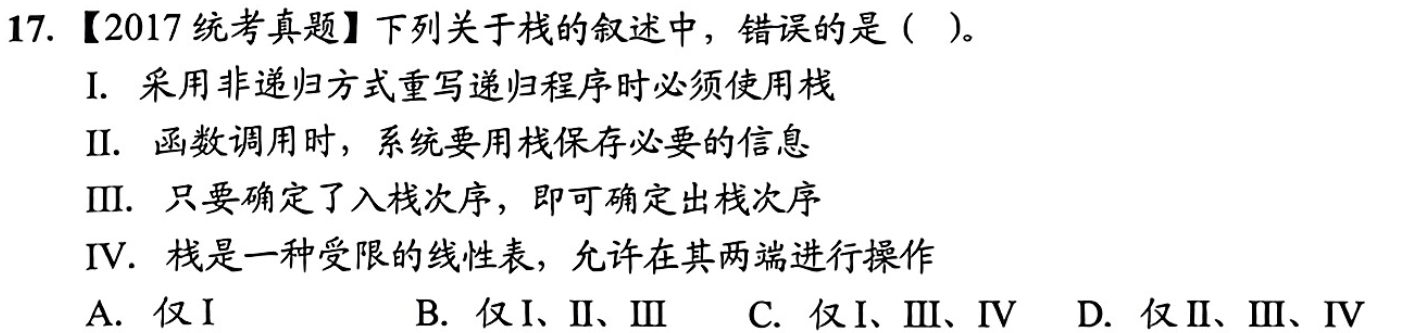 17. 【2017 统考真题】下列关于栈的叙述中，错误的是（ ）。
I. 采用非递归方式重写递归程序时必须使用栈
II. 函数调用时，系统要用栈保存必要的信息
III. 只要确定了入栈次序，即可确定出栈次序
IV. 栈是一种受限的线性表，允许在其两端进行操作
A. 仅 I B. 仅 I、II、III C. 仅 I、III、IV D. 仅 II、III、IV